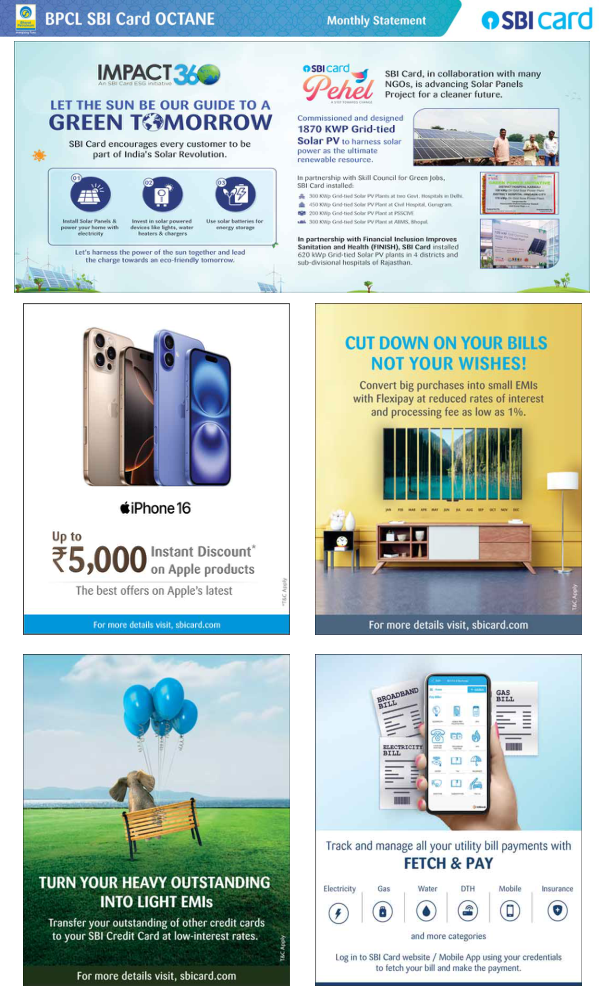 BPCL SBI Card OCTANE
Monthly Statement
SBI card
IMPACT360
An SBI Card ESG Initiative
LET THE SUN BE OUR GUIDE TO A
GREEN TOMORROW
SBI Card encourages every customer to be
part of India's Solar Revolution.
01
02
03
Install Solar Panels &
power your home with
electricity
Invest in solar powered
devices like lights, water
heaters & chargers
Use solar batteries for
energy storage
Let's harness the power of the sun together and lead
the charge towards an eco-friendly tomorrow.
SBI card
Pehel
SBI Card, in collaboration with many
NGOs, is advancing Solar Panels
Project for a cleaner future.
Commissioned and designed
1870 KWP Grid-tied
Solar PV to harness solar
power as the ultimate
renewable resource.
In partnership with Skill Council for Green Jobs,
SBI Card installed:
300 KWp Grid-tied Solar PV Plants at two Govt. Hospitals in Delhi.
450 KWp Grid-tied Solar PV Plant at Civil Hospital, Gurugram.
200 KWp Grid-tied Solar PV Plant at PSSCIVE
300 KWp Grid-tied Solar PV Plant at AIIMS, Bhopal.
In partnership with Financial Inclusion Improves
Sanitation and Health (FINISH), SBI Card installed
620 kWp Grid-tied Solar PV plants in 4 districts and
sub-divisional hospitals of Rajasthan.
iPhone 16
Up to
₹5,000 Instant Discount*
on Apple products
The best offers on Apple's latest
*T&C Apply
For more details visit, sbicard.com
CUT DOWN ON YOUR BILLS
NOT YOUR WISHES!
Convert big purchases into small EMIs
with Flexipay at reduced rates of interest
and processing fee as low as 1%.
JAN FEB MAR APR MAY JUN JUL AUG SEP OCT NOV DEC
T&C Apply
For more details visit, sbicard.com
TURN YOUR HEAVY OUTSTANDING
INTO LIGHT EMIs
Transfer your outstanding of other credit cards
to your SBI Credit Card at low-interest rates.
T&C Apply
For more details visit, sbicard.com
BROADBAND
BILL
GAS
BILL
ELECTRICITY
BILL
Track and manage all your utility bill payments with
FETCH & PAY
Electricity
Gas
Water
DTH
Mobile
Insurance
and more categories
Log in to SBI Card website / Mobile App using your credentials
to fetch your bill and make the payment.